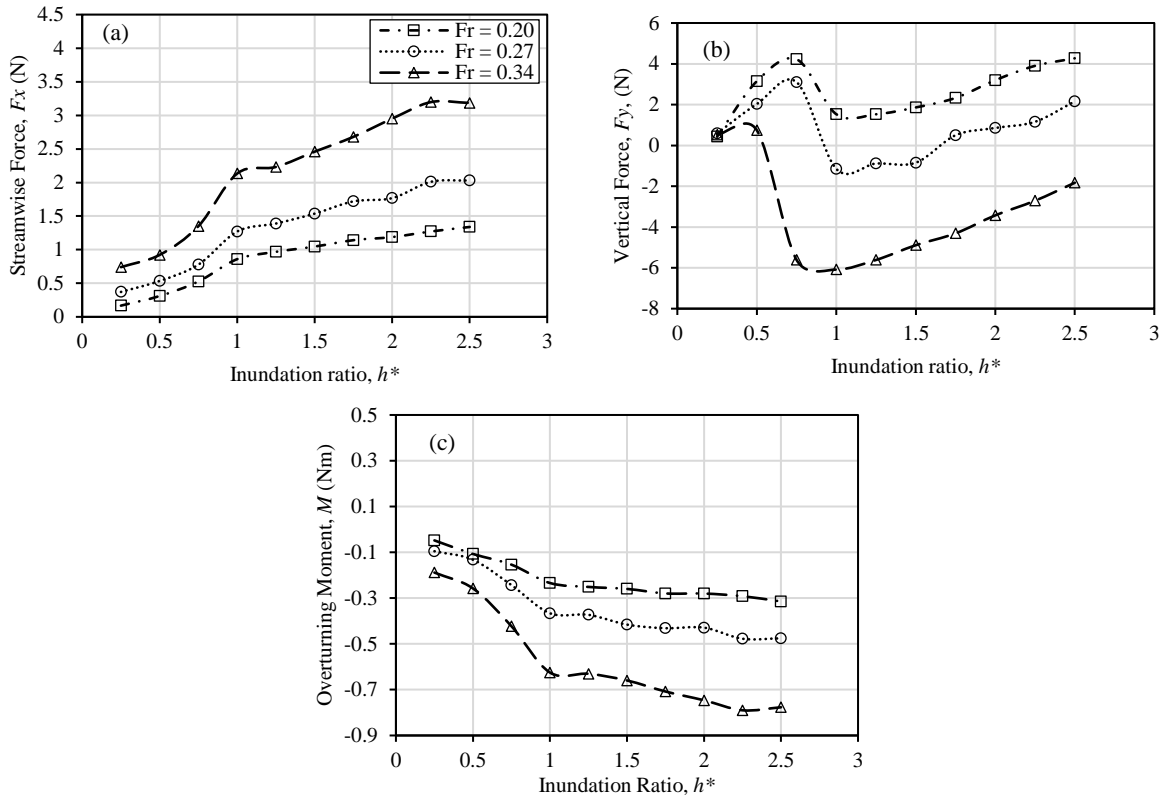 (a)
Fr = 0.20
Fr = 0.27
Fr = 0.34
Streamwise Force, Fx (N)
4
3.5
3
2.5
2
1.5
1
0.5
0
0 0.5 1 1.5 2 2.5 3
Inundation ratio, h*
(b)
Vertical Force, Fy, (N)
6
4
2
0
-2
-4
-6
-8
0 0.5 1 1.5 2 2.5 3
Inundation ratio, h*
(c)
Overturning Moment, M (Nm)
0.5
0.3
0.1
-0.1
-0.3
-0.5
-0.7
-0.9
0 0.5 1 1.5 2 2.5 3
Inundation Ratio, h*